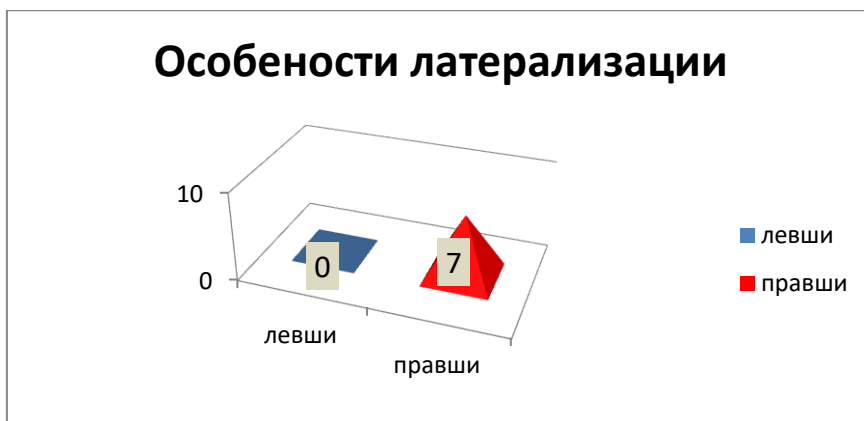 Особености латерализации
10
0
0
7
левши
правши
левши
правши